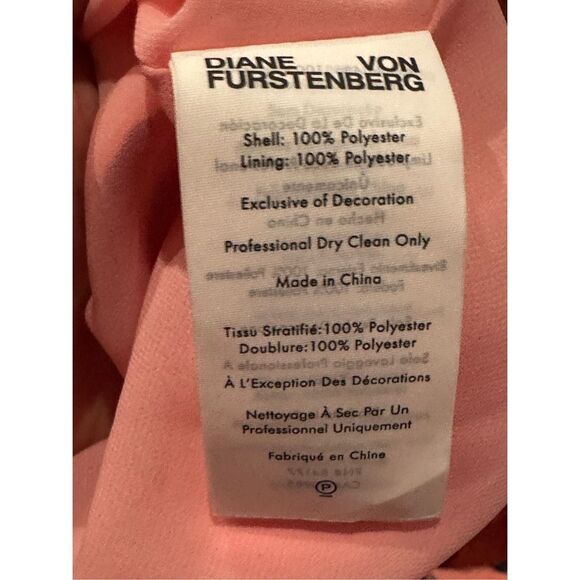 DIANE VON
FURSTENBERG
Shell: 100% Polyester
Lining: 100% Polyester
Exclusive of Decoration
Professional Dry Clean Only
Made in China
Tissu Stratifié:100% Polyester
Doublure:100% Polyester
À L'Exception Des Décorations
Nettoyage À Sec Par Un
Professionnel Uniquement
Fabriqué en Chine
P